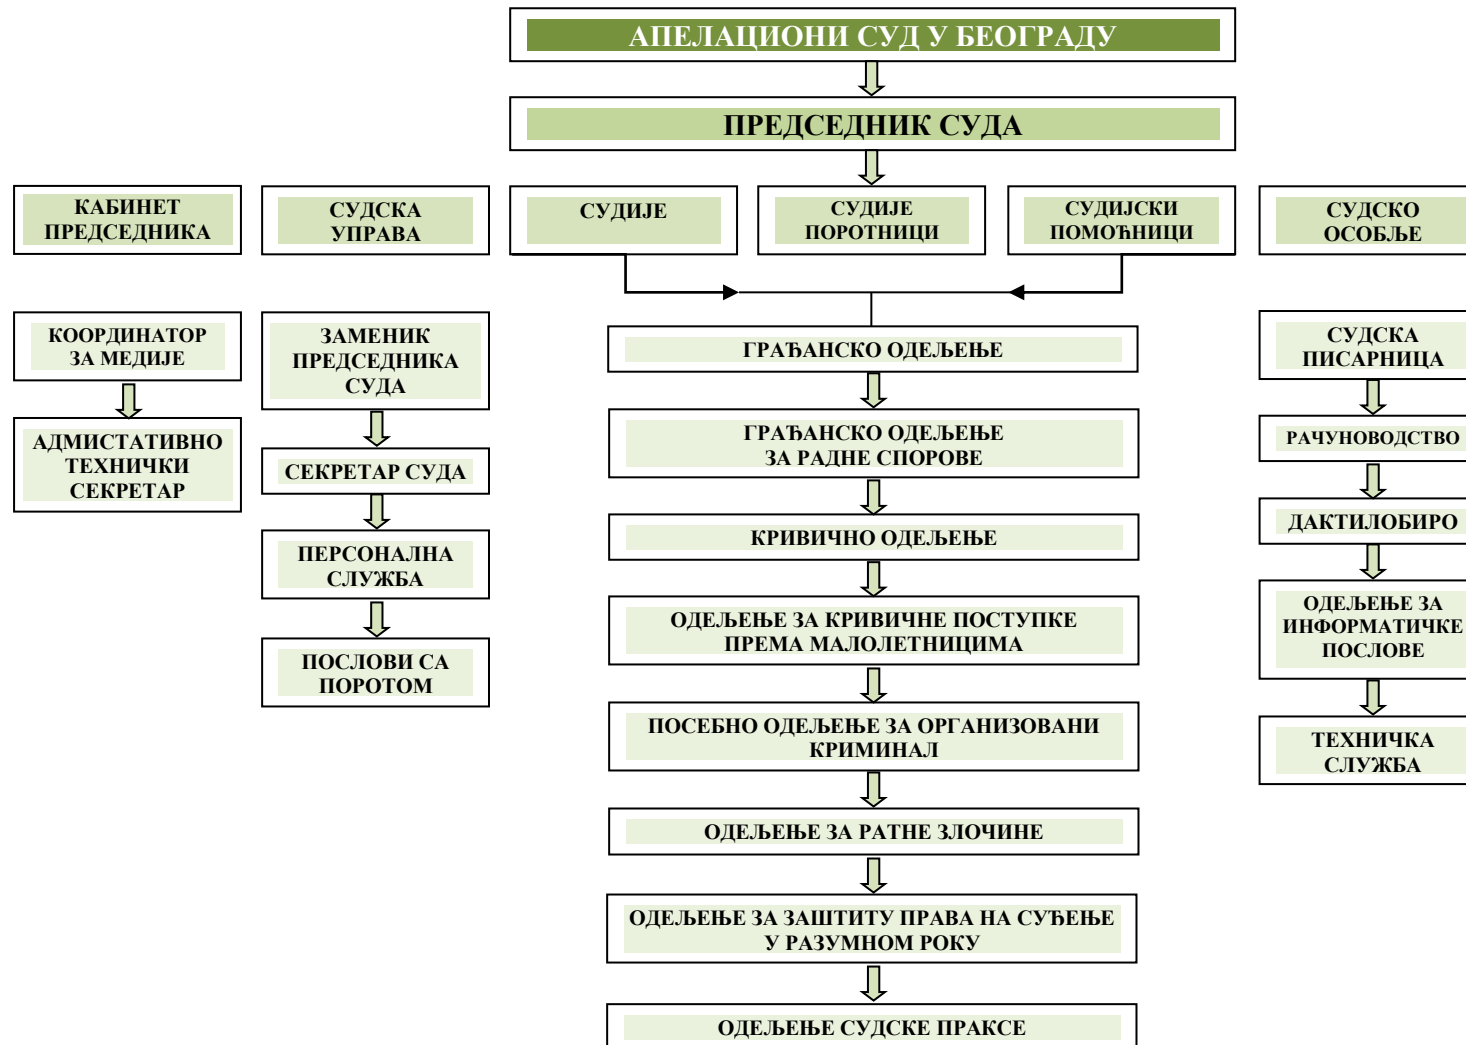 АПЕЛАЦИОНИ СУД У БЕОГРАДУ
ПРЕДСЕДНИК СУДА
КАБИНЕТ
ПРЕДСЕДНИКА
СУДСКА
УПРАВА
СУДИЈЕ
СУДИЈЕ
ПОРОТНИЦИ
СУДИЈСКИ
ПОМОЋНИЦИ
СУДСКО
ОСОБЉЕ
КООРДИНАТОР
ЗА МЕДИЈЕ
АДМИСТАТИВНО
ТЕХНИЧКИ
СЕКРЕТАР
ЗАМЕНИК
ПРЕДСЕДНИКА
СУДА
СЕКРЕТАР СУДА
ПЕРСОНАЛНА
СЛУЖБА
ПОСЛОВИ СА
ПОРОТОМ
ГРАЂАНСКО ОДЕЉЕЊЕ
ГРАЂАНСКО ОДЕЉЕЊЕ
ЗА РАДНЕ СПОРОВЕ
КРИВИЧНО ОДЕЉЕЊЕ
ОДЕЉЕЊЕ ЗА КРИВИЧНЕ ПОСТУПКЕ
ПРЕМА МАЛОЛЕТНИЦИМА
ПОСЕБНО ОДЕЉЕЊЕ ЗА ОРГАНИЗОВАНИ
КРИМИНАЛ
ОДЕЉЕЊЕ ЗА РАТНЕ ЗЛОЧИНЕ
ОДЕЉЕЊЕ ЗА ЗАШТИТУ ПРАВА НА СУЂЕЊЕ
У РАЗУМНОМ РОКУ
ОДЕЉЕЊЕ СУДСКЕ ПРАКСЕ
СУДСКА
ПИСАРНИЦА
РАЧУНОВОДСТВО
ДАКТИЛОБИРО
ОДЕЉЕЊЕ ЗА
ИНФОРМАТИЧКЕ
ПОСЛОВЕ
ТЕХНИЧКА
СЛУЖБА